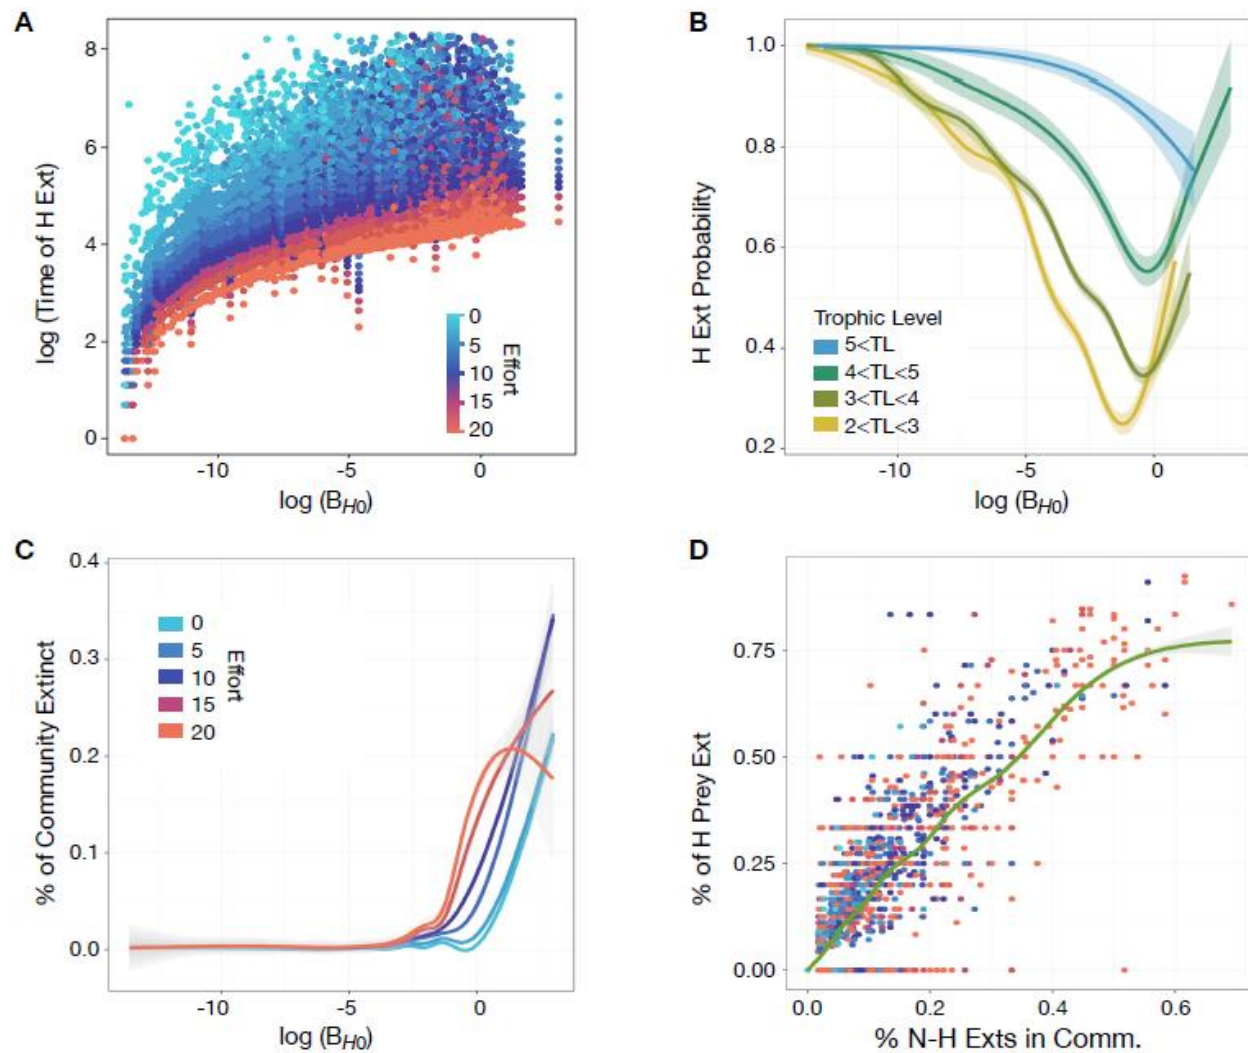 A
8
6
4
2
0
log (Time of H Ext)
0
5
10
15
20
Effort
-10
-5
0
log (B_H0)
B
1.0
0.8
0.6
0.4
0.2
H Ext Probability
Trophic Level
5<TL
4<TL<5
3<TL<4
2<TL<3
-10
-5
0
log (B_H0)
C
0.4
0.3
0.2
0.1
0.0
% of Community Extinct
0
5
10
15
20
Effort
-10
-5
0
log (B_H0)
D
0.75
0.50
0.25
0.00
% of H Prey Ext
0.0
0.2
0.4
0.6
% N-H Exts in Comm.